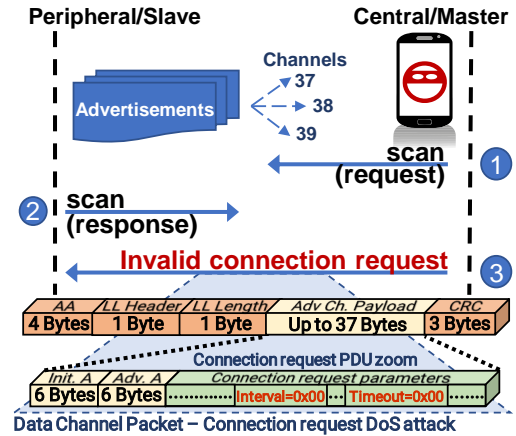 Peripheral/Slave
Central/Master
Channels
37
38
39
Advertisements
1
scan
(request)
2
scan
(response)
Invalid connection request
3
AA
LL Header
LL Length
Adv Ch. Payload
CRC
4 Bytes
1 Byte
1 Byte
Up to 37 Bytes
3 Bytes
Connection request PDU zoom
Init. A
Adv. A
Connection request parameters
6 Bytes
6 Bytes
Interval=0x00
Timeout=0x00
Data Channel Packet – Connection request DoS attack